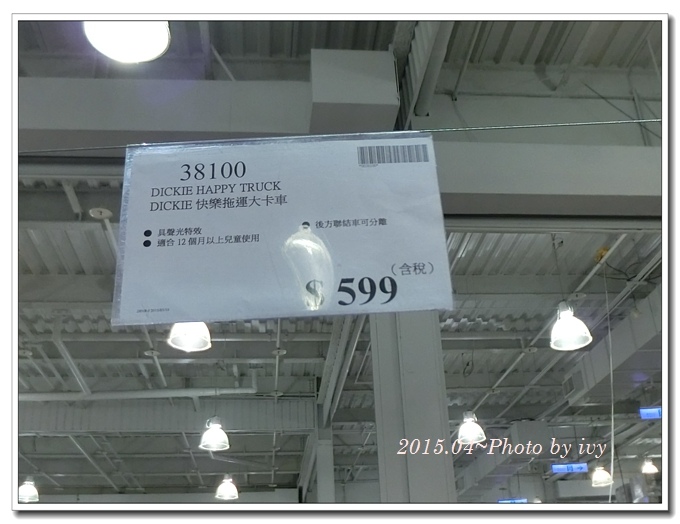 38100
DICKIE HAPPY TRUCK
DICKIE 快樂拖運大卡車
● 具聲光特效
● 後方聯結車可分離
● 適合 12 個月以上兒童使用
(含稅)
$ 599
2015.04~Photo by ivy